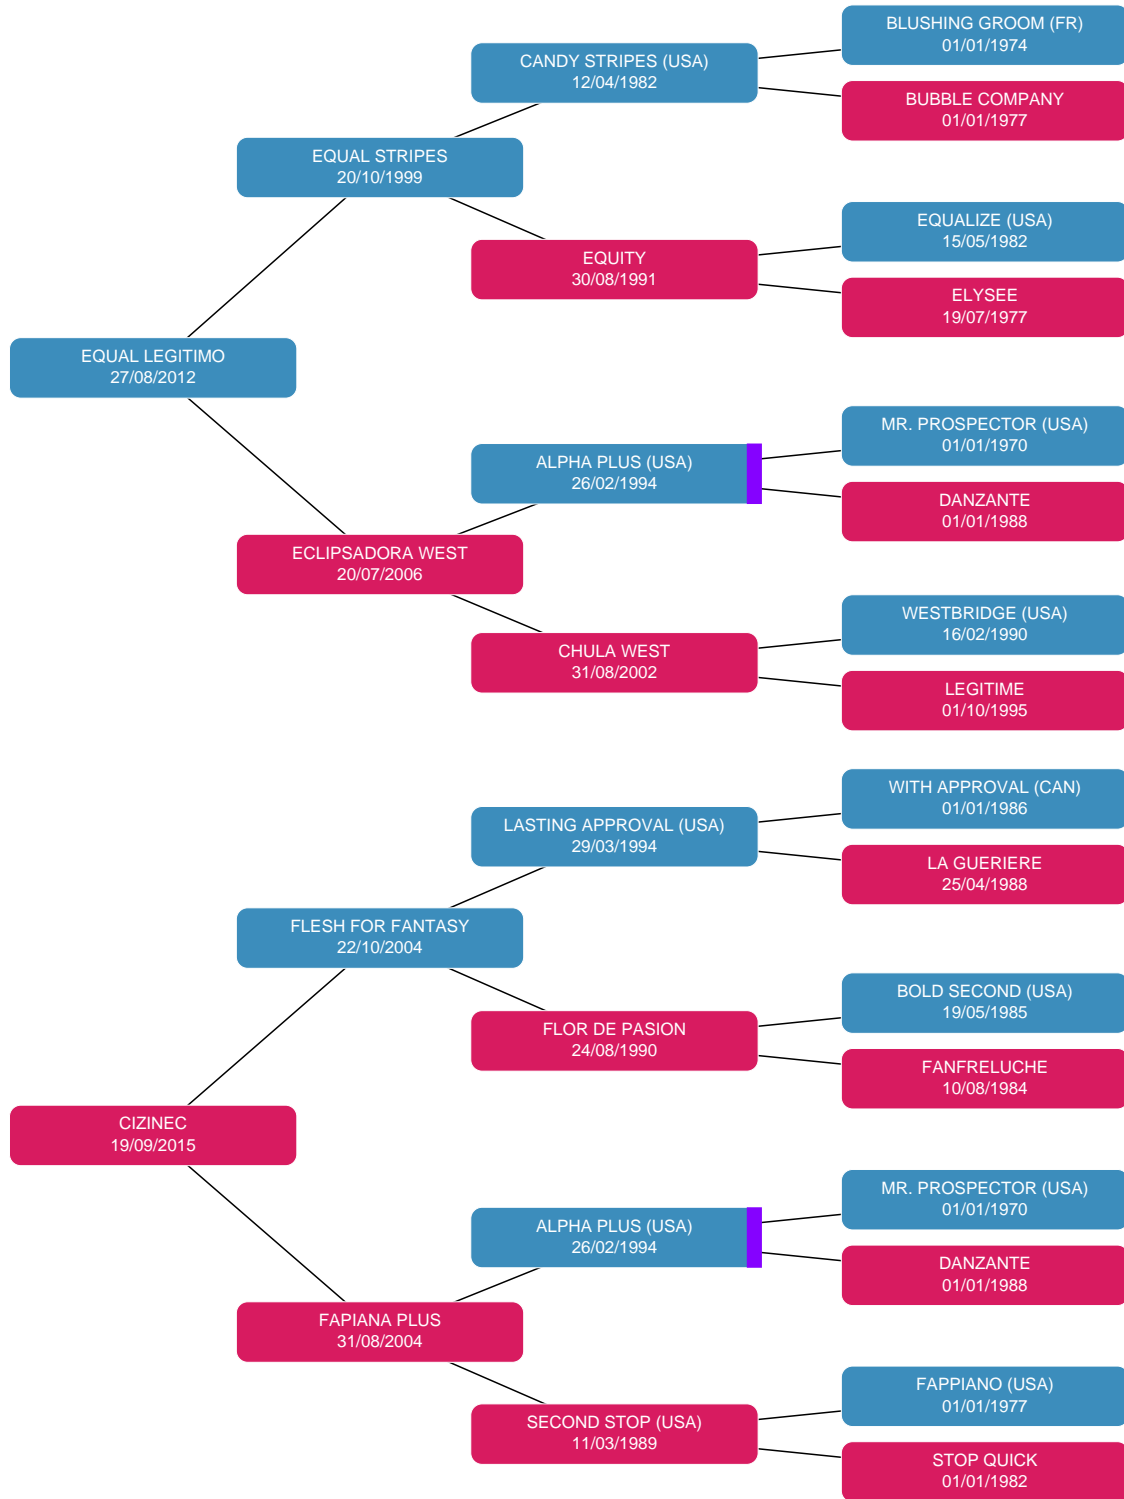 BLUSHING GROOM (FR)
01/01/1974
CANDY STRIPES (USA)
12/04/1982
BUBBLE COMPANY
01/01/1977
EQUAL STRIPES
20/10/1999
EQUALIZE (USA)
15/05/1982
EQUITY
30/08/1991
ELYSEE
19/07/1977
EQUAL LEGITIMO
27/08/2012
MR. PROSPECTOR (USA)
01/01/1970
ALPHA PLUS (USA)
26/02/1994
DANZANTE
01/01/1988
ECLIPSADORA WEST
20/07/2006
WESTBRIDGE (USA)
16/02/1990
CHULA WEST
31/08/2002
LEGITIME
01/10/1995
WITH APPROVAL (CAN)
01/01/1986
LASTING APPROVAL (USA)
29/03/1994
LA GUERIERE
25/04/1988
FLESH FOR FANTASY
22/10/2004
BOLD SECOND (USA)
19/05/1985
FLOR DE PASION
24/08/1990
FANFRELUCHE
10/08/1984
CIZINEC
19/09/2015
MR. PROSPECTOR (USA)
01/01/1970
ALPHA PLUS (USA)
26/02/1994
DANZANTE
01/01/1988
FAPIANA PLUS
31/08/2004
FAPPIANO (USA)
01/01/1977
SECOND STOP (USA)
11/03/1989
STOP QUICK
01/01/1982